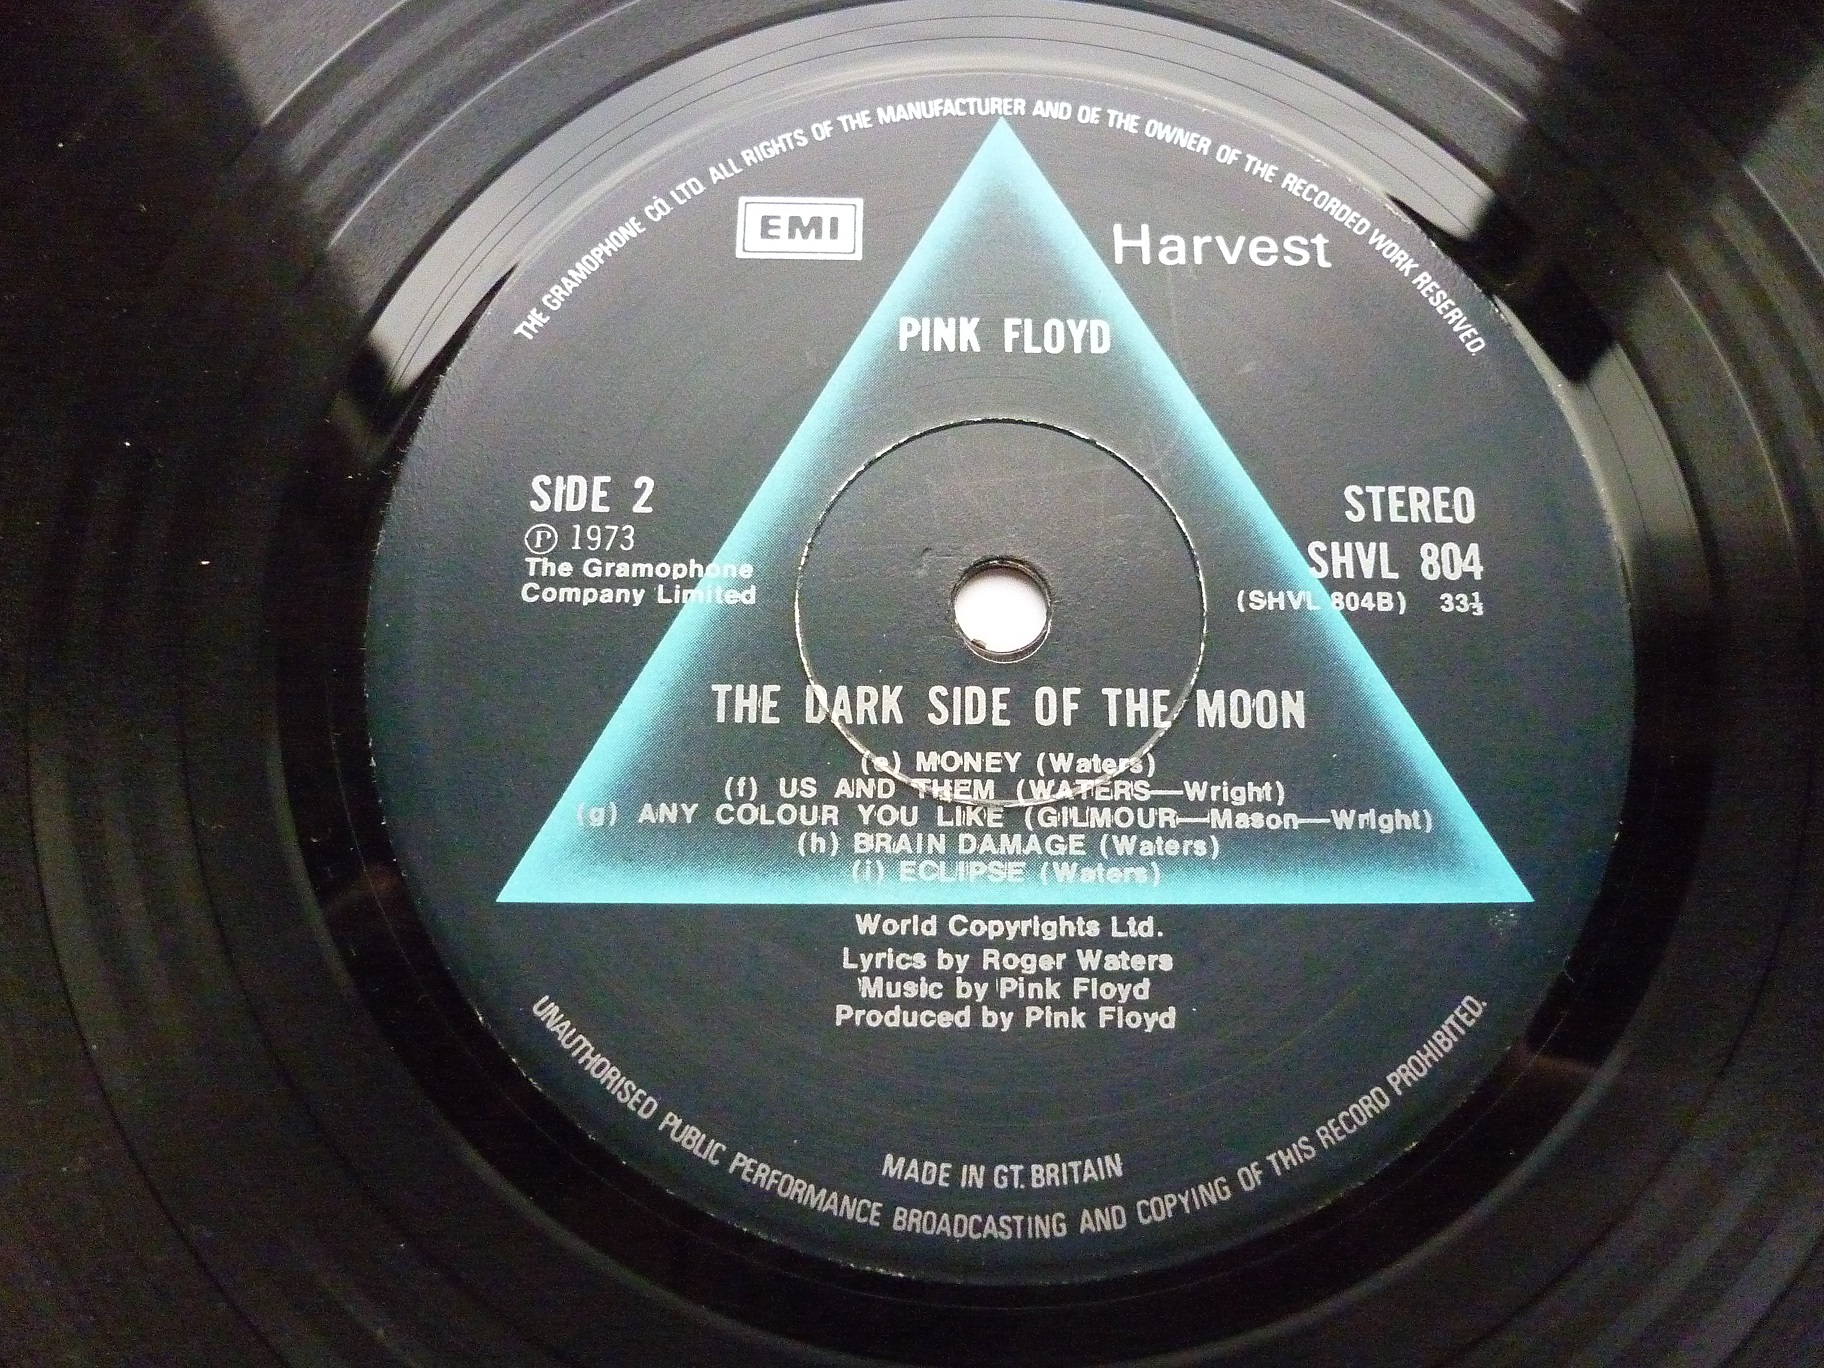 THE GRAMOPHONE CO. LTD. ALL RIGHTS OF THE MANUFACTURER AND OF THE OWNER OF THE RECORDED WORK RESERVED.
EMI
Harvest
PINK FLOYD
SIDE 2
Ⓟ 1973
The Gramophone
Company Limited
STEREO
SHVL 804
(SHVL 804B) 33⅓
THE DARK SIDE OF THE MOON
(e) MONEY (Waters)
(f) US AND THEM (WATERS—Wright)
(g) ANY COLOUR YOU LIKE (GILMOUR—Mason—Wright)
(h) BRAIN DAMAGE (Waters)
(i) ECLIPSE (Waters)
World Copyrights Ltd.
Lyrics by Roger Waters
Music by Pink Floyd
Produced by Pink Floyd
MADE IN GT. BRITAIN
UNAUTHORISED PUBLIC PERFORMANCE BROADCASTING AND COPYING OF THIS RECORD PROHIBITED.